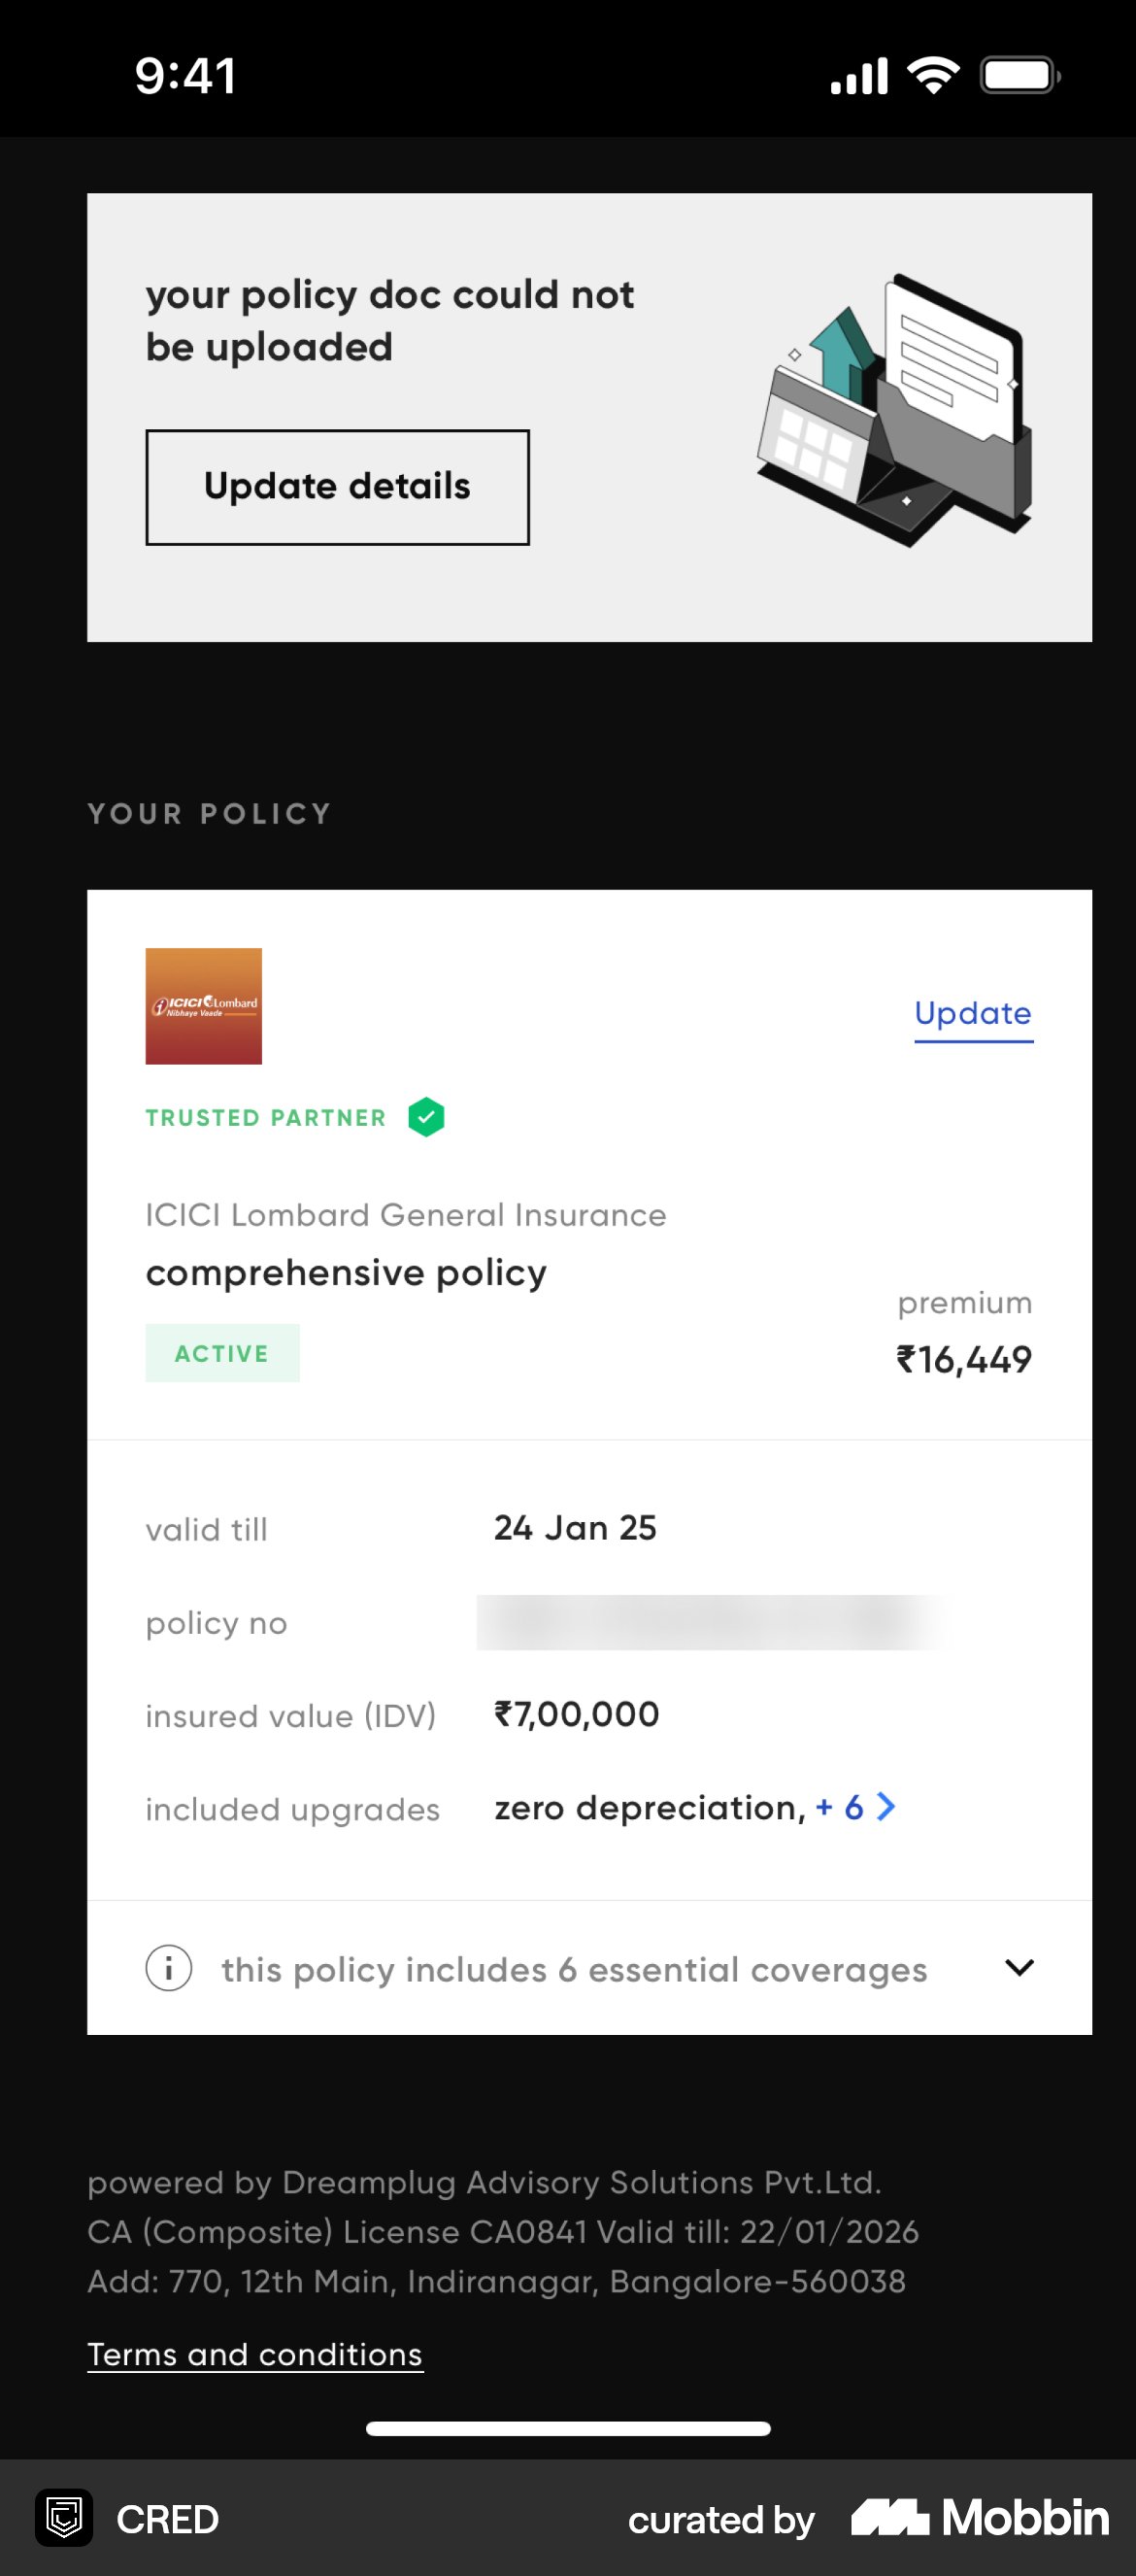 9:41
your policy doc could not
be uploaded
Update details
YOUR POLICY
ICICI Lombard
Nibhaye Vaade
Update
TRUSTED PARTNER
ICICI Lombard General Insurance
comprehensive policy
premium
ACTIVE
₹16,449
valid till 24 Jan 25
policy no
insured value (IDV) ₹7,00,000
included upgrades zero depreciation, + 6
this policy includes 6 essential coverages
powered by Dreamplug Advisory Solutions Pvt.Ltd.
CA (Composite) License CA0841 Valid till: 22/01/2026
Add: 770, 12th Main, Indiranagar, Bangalore-560038
Terms and conditions
CRED curated by Mobbin